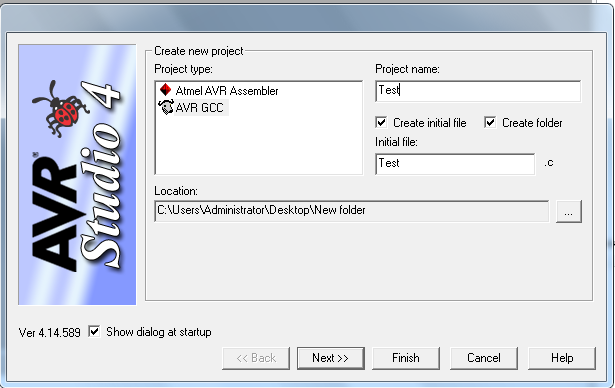 AVR® Studio 4
Create new project
Project type:
Atmel AVR Assembler
AVR GCC
Project name:
Test
Create initial file
Create folder
Initial file:
Test
.c
Location:
C:\Users\Administrator\Desktop\New folder
...
Ver 4.14.589
Show dialog at startup
<< Back
Next >>
Finish
Cancel
Help